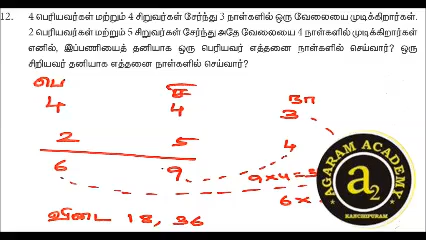 12. 4 பெரியவர்கள் மற்றும் 4 சிறுவர்கள் சேர்ந்து 3 நாள்களில் ஒரு வேலையை முடிக்கிறார்கள்.
2 பெரியவர்கள் மற்றும் 5 சிறுவர்கள் சேர்ந்து அதே வேலையை 4 நாள்களில் முடிக்கிறார்கள்
எனில், இப்பணியைத் தனியாக ஒரு பெரியவர் எத்தனை நாள்களில் செய்வார்? ஒரு
சிறியவர் தனியாக எத்தனை நாள்களில் செய்வார்?
பெ சி நா
4 4 3
2 5 4
6 9 9×4=
6×
விடை 18, 36
AGARAM ACADEMY
a2
KANCHIPURAM